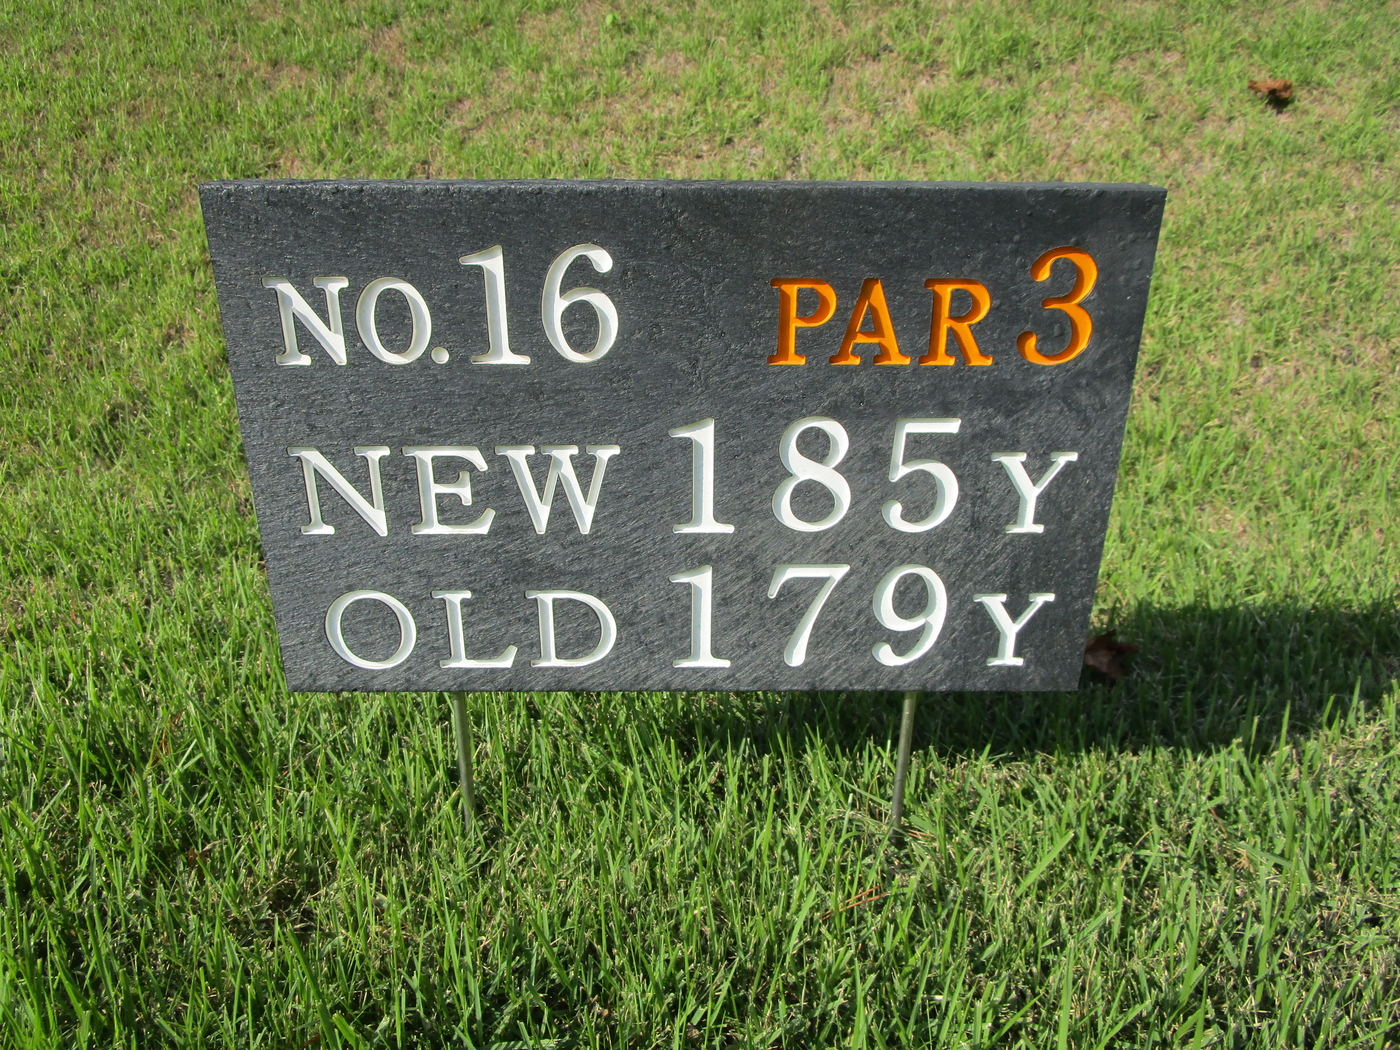 NO.16 PAR 3
NEW 185Y
OLD 179Y